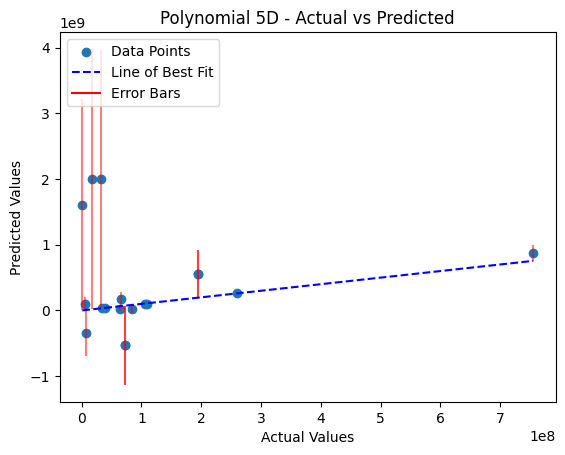 Polynomial 5D - Actual vs Predicted
1e9
Data Points
Line of Best Fit
Error Bars
4
3
2
1
0
−1
Predicted Values
0 1 2 3 4 5 6 7
1e8
Actual Values